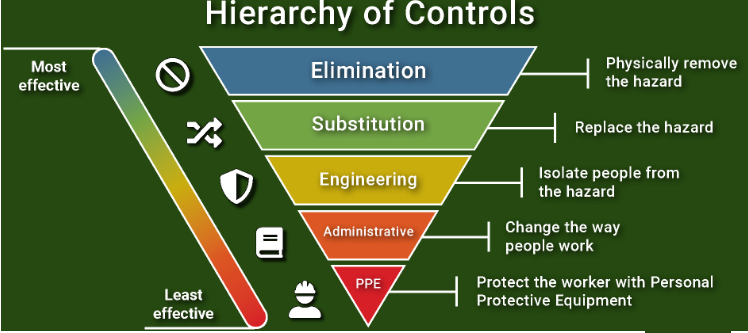 Hierarchy of Controls
Most
effective
Elimination
Physically remove
the hazard
Substitution
Replace the hazard
Engineering
Isolate people from
the hazard
Administrative
Change the way
people work
PPE
Protect the worker with Personal
Protective Equipment
Least
effective